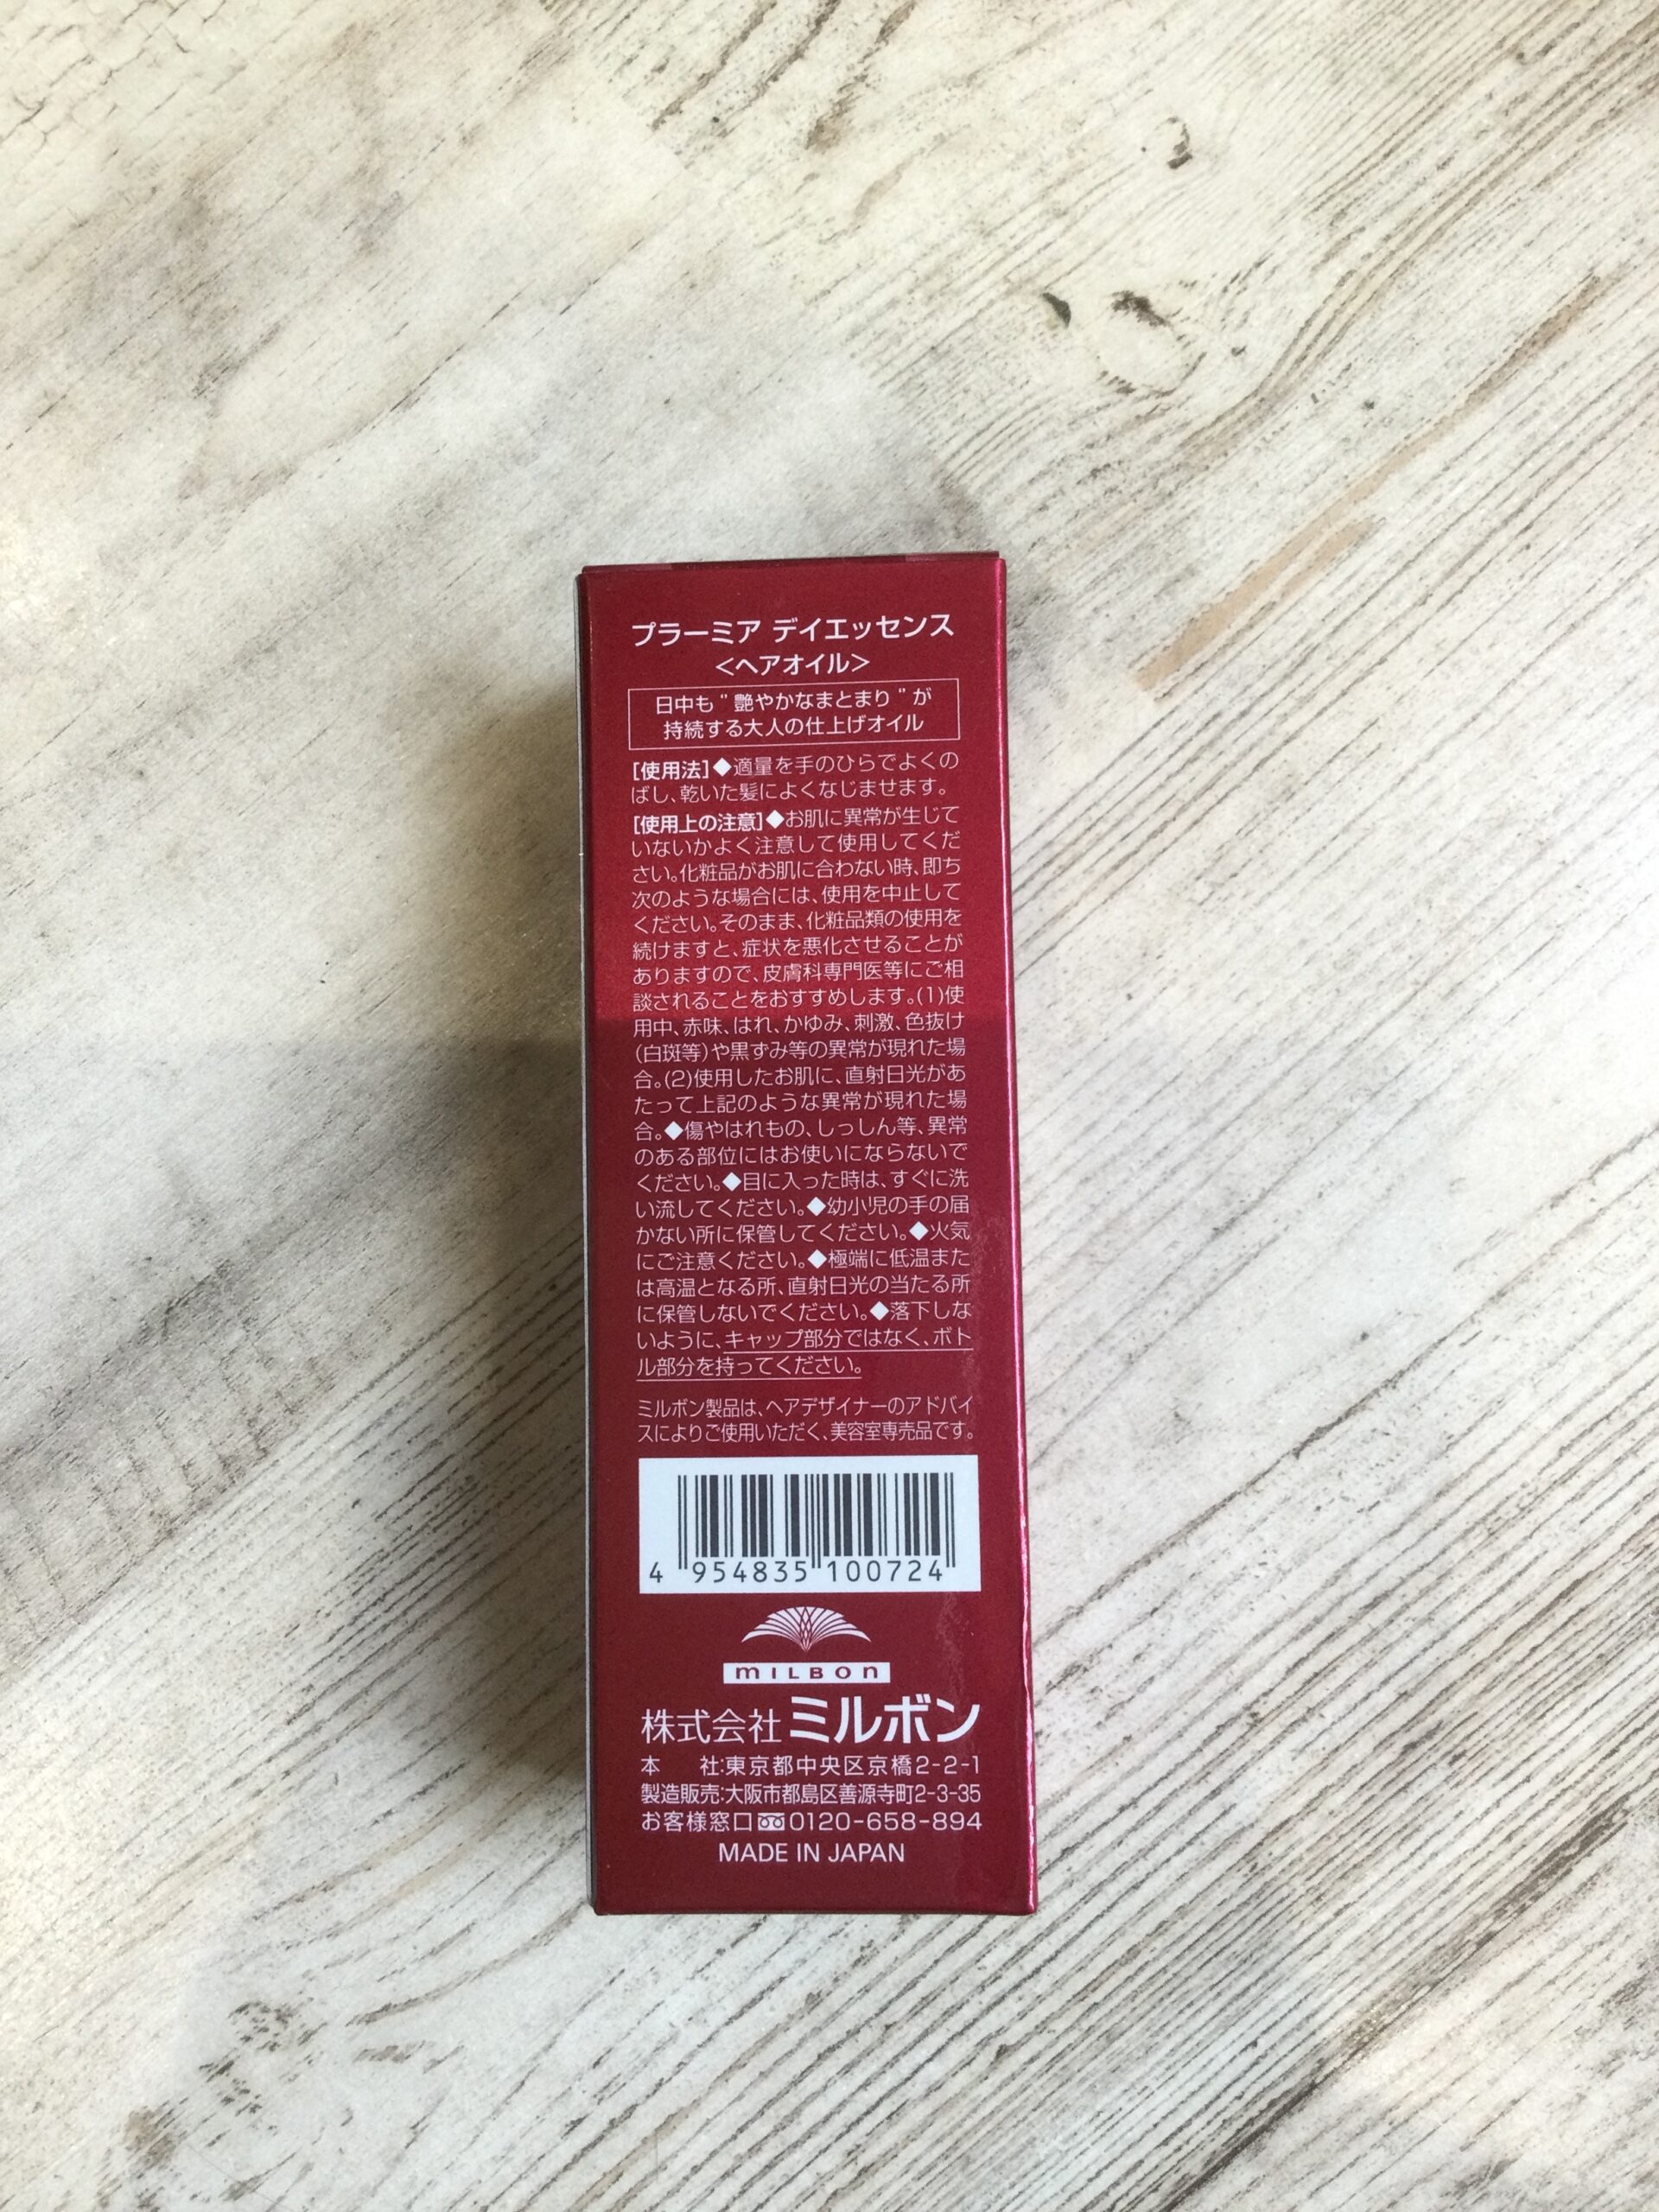 プラーミア デイエッセンス
<ヘアオイル>
日中も"艶やかなまとまり"が
持続する大人の仕上げオイル
[使用法]◆適量を手のひらでよくの
ばし、乾いた髪によくなじませます。
[使用上の注意]◆お肌に異常が生じて
いないかよく注意して使用してくだ
さい。化粧品がお肌に合わない時、即ち
次のような場合には、使用を中止して
ください。そのまま、化粧品類の使用を
続けますと、症状を悪化させることが
ありますので、皮膚科専門医等にご相
談されることをおすすめします。(1)使
用中、赤味、はれ、かゆみ、刺激、色抜け
(白斑等)や黒ずみ等の異常が現れた場
合。(2)使用したお肌に、直射日光があ
たって上記のような異常が現れた場
合。◆傷やはれもの、しっしん等、異常
のある部位にはお使いにならないで
ください。◆目に入った時は、すぐに洗
い流してください。◆幼小児の手の届
かない所に保管してください。◆火気
にご注意ください。◆極端に低温また
は高温となる所、直射日光の当たる所
に保管しないでください。◆落下しな
いように、キャップ部分ではなく、ボト
ル部分を持ってください。
ミルボン製品は、ヘアデザイナーのアドバイ
スによりご使用いただく、美容室専売品です。
4 954835 100724
MILBON
株式会社ミルボン
本 社:東京都中央区京橋2-2-1
製造販売:大阪市都島区善源寺町2-3-35
お客様窓口 0120-658-894
MADE IN JAPAN